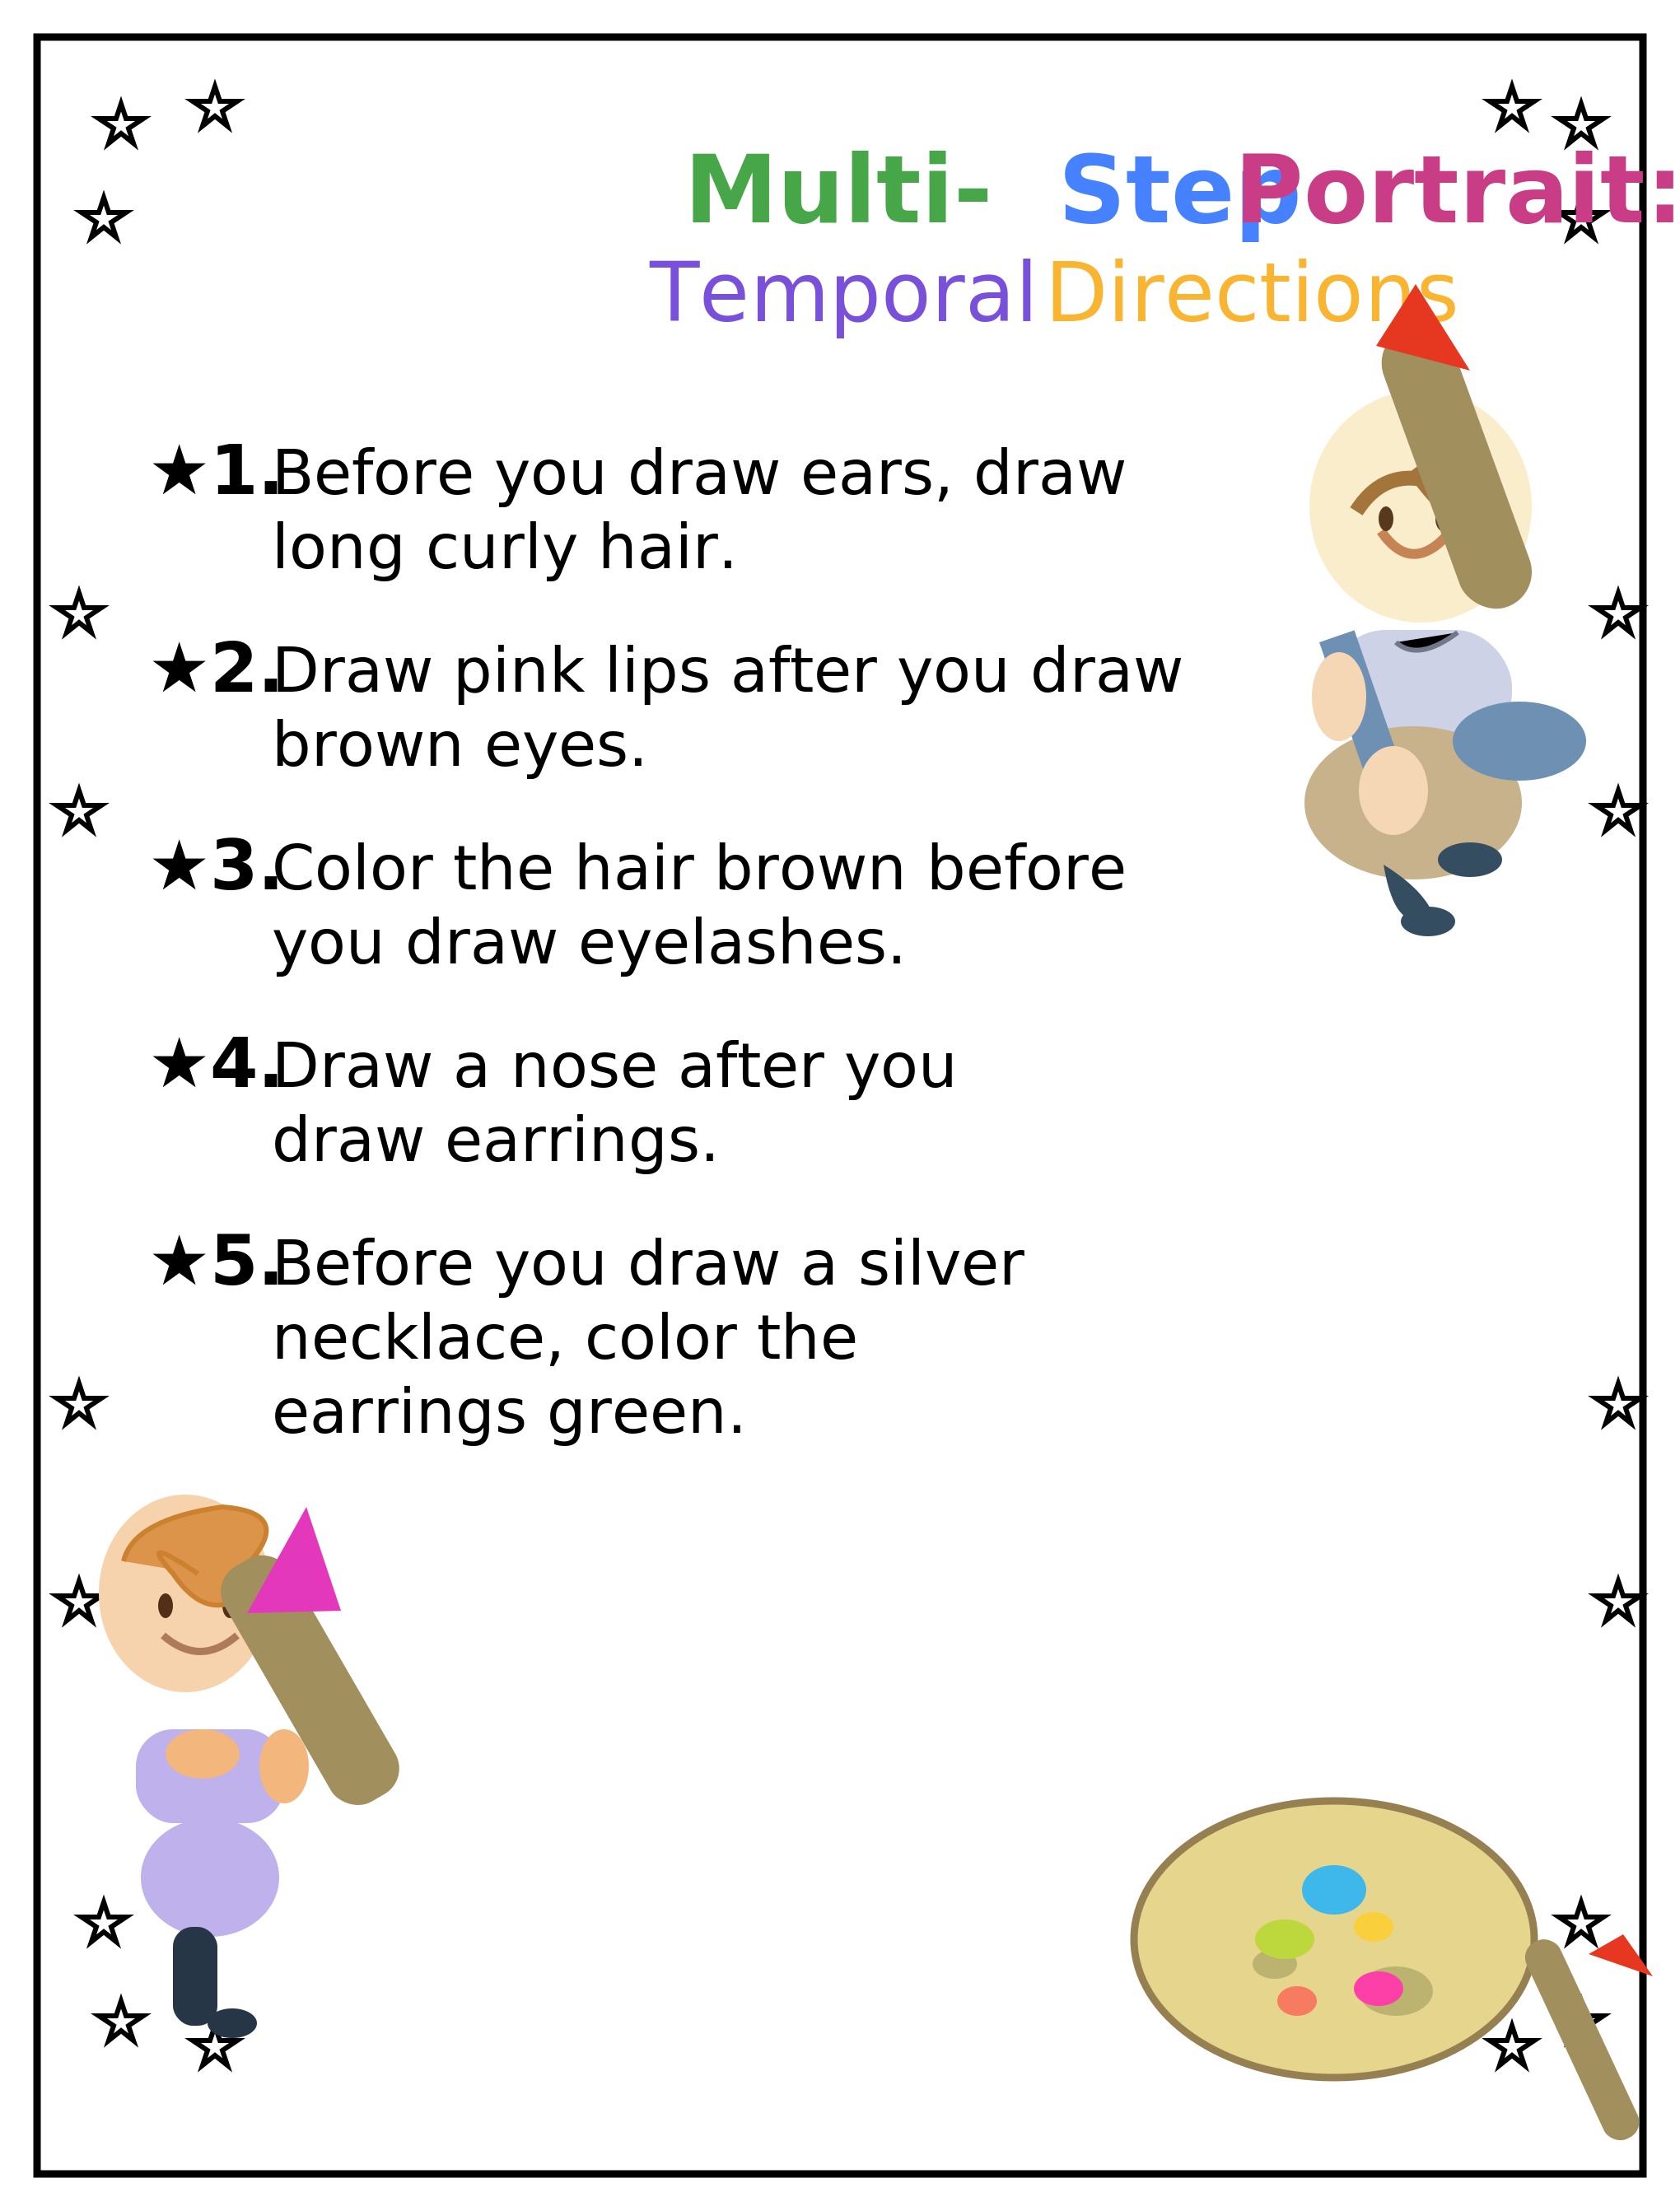 Multi- Step Portrait:
Temporal Directions
★1. Before you draw ears, draw
long curly hair.
★2. Draw pink lips after you draw
brown eyes.
★3. Color the hair brown before
you draw eyelashes.
★4. Draw a nose after you
draw earrings.
★5. Before you draw a silver
necklace, color the
earrings green.